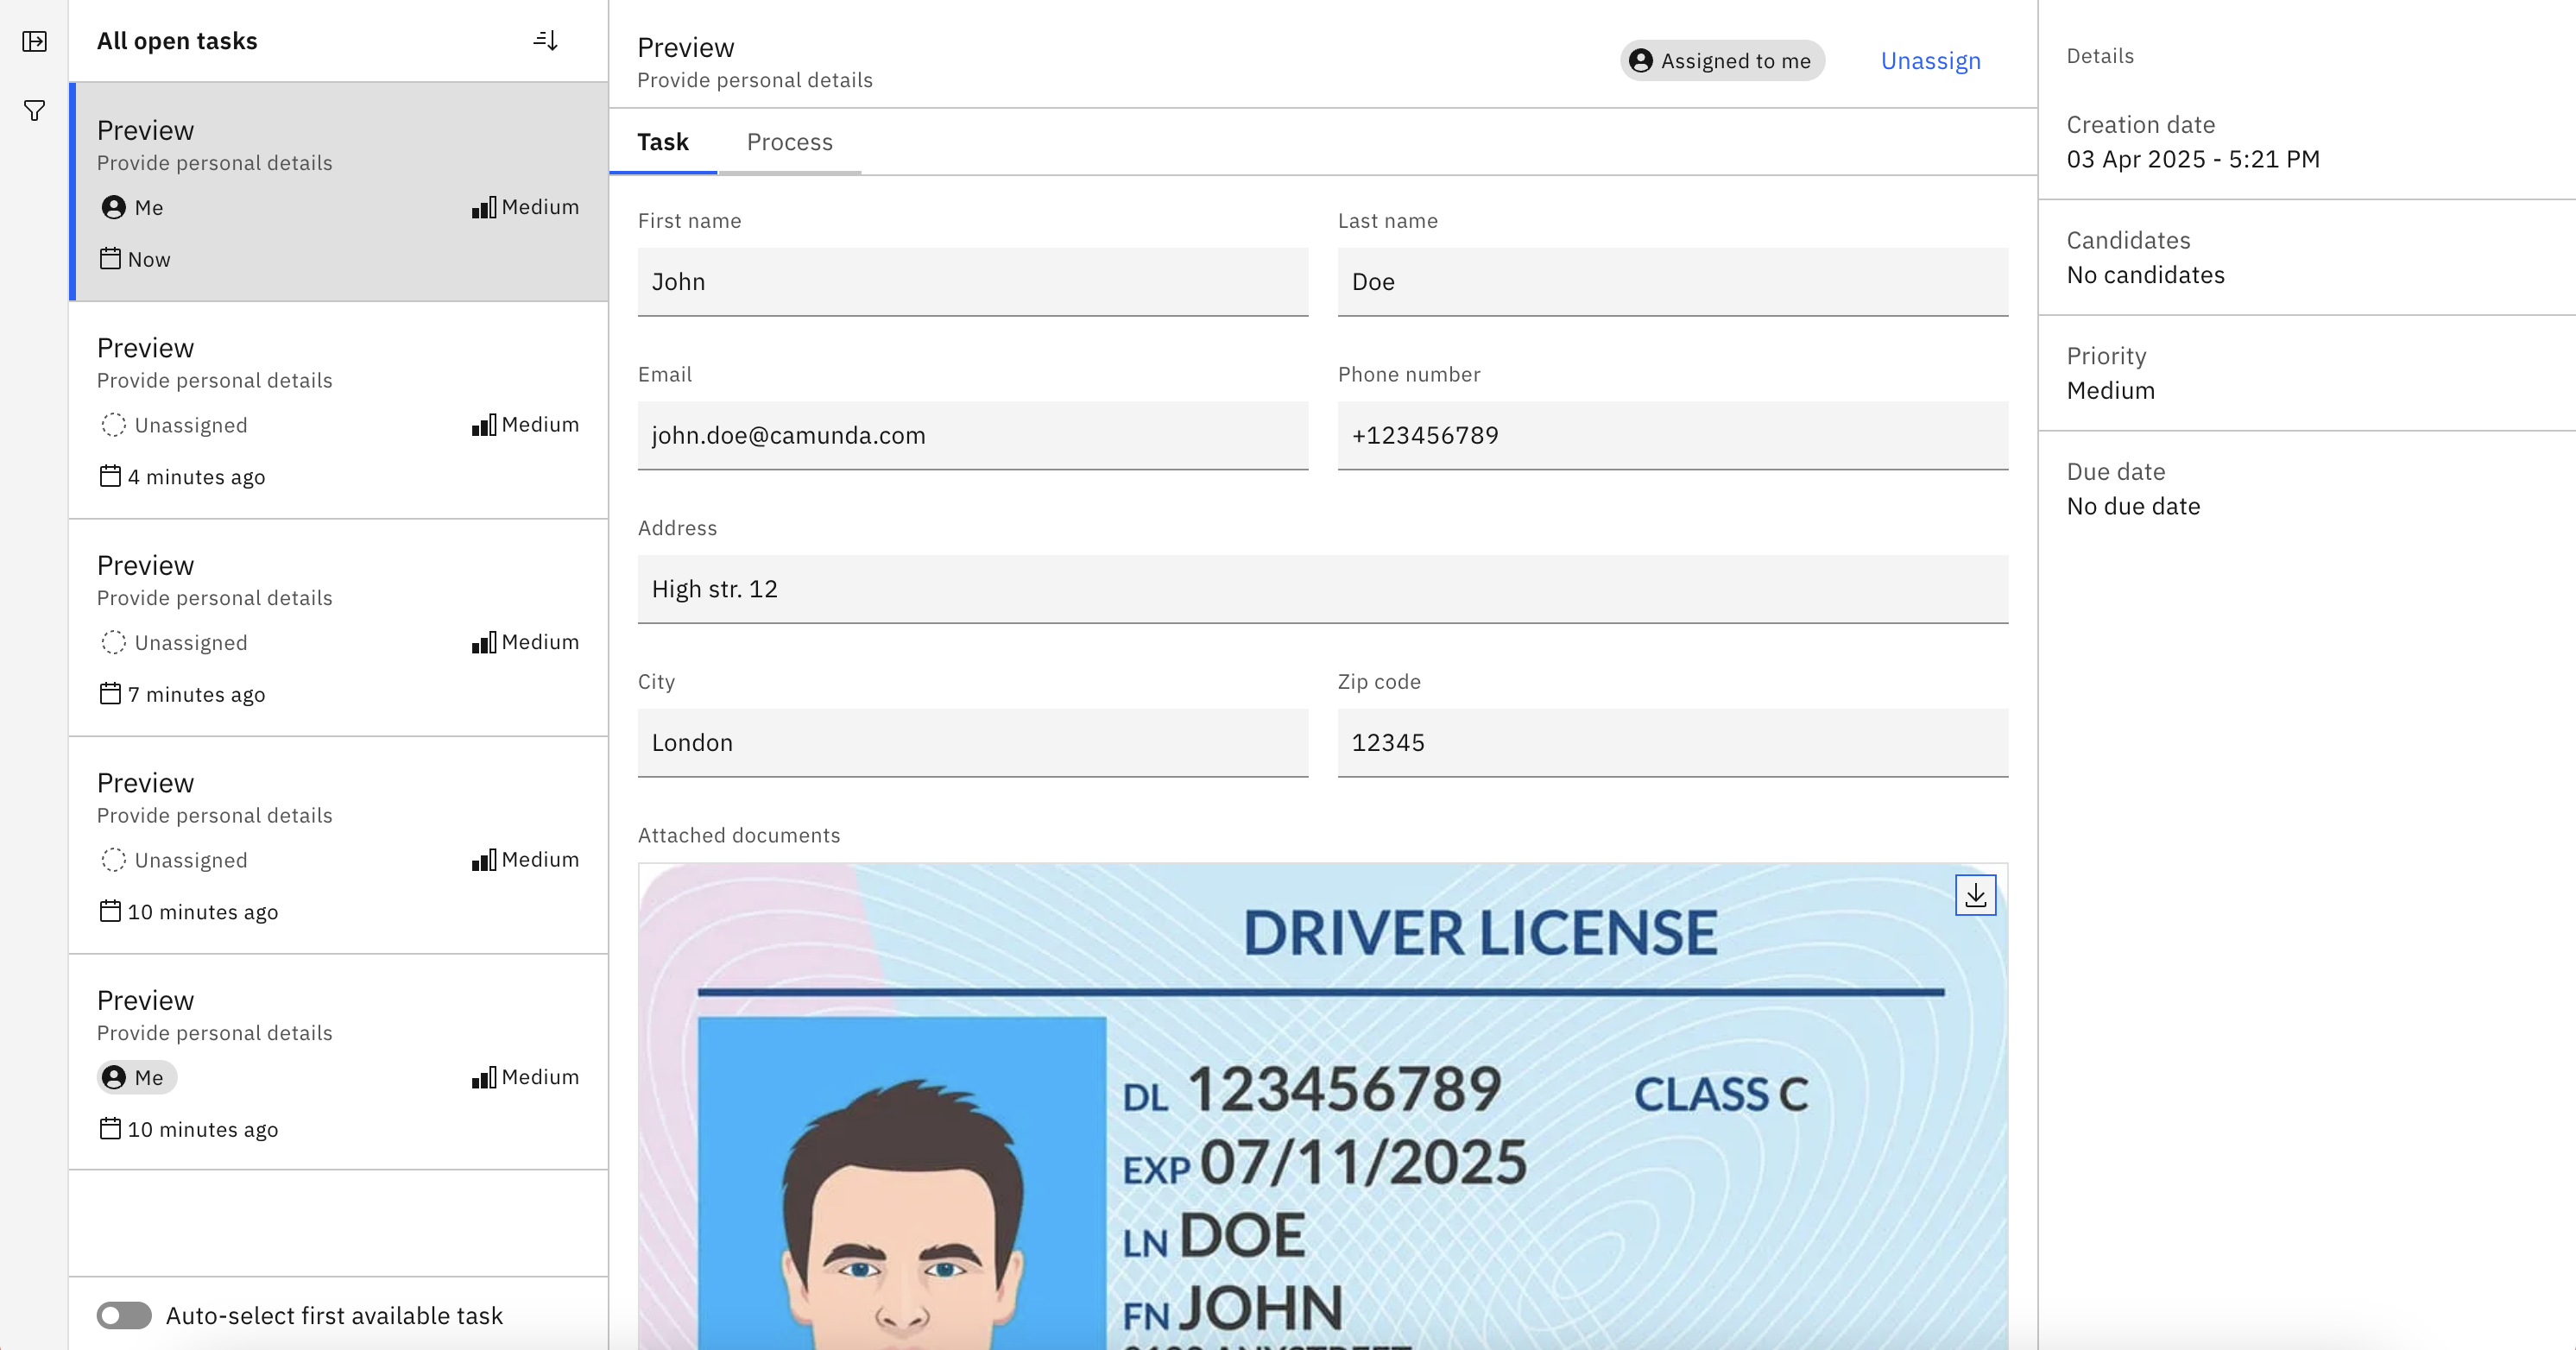 All open tasks
Preview
Provide personal details
Me
Medium
Now
Preview
Provide personal details
Unassigned
Medium
4 minutes ago
Preview
Provide personal details
Unassigned
Medium
7 minutes ago
Preview
Provide personal details
Unassigned
Medium
10 minutes ago
Preview
Provide personal details
Me
Medium
10 minutes ago
Auto-select first available task
Preview
Provide personal details
Assigned to me
Unassign
Task
Process
First name
John
Last name
Doe
Email
john.doe@camunda.com
Phone number
+123456789
Address
High str. 12
City
London
Zip code
12345
Attached documents
DRIVER LICENSE
DL 123456789
CLASS C
EXP 07/11/2025
LN DOE
FN JOHN
Details
Creation date
03 Apr 2025 - 5:21 PM
Candidates
No candidates
Priority
Medium
Due date
No due date